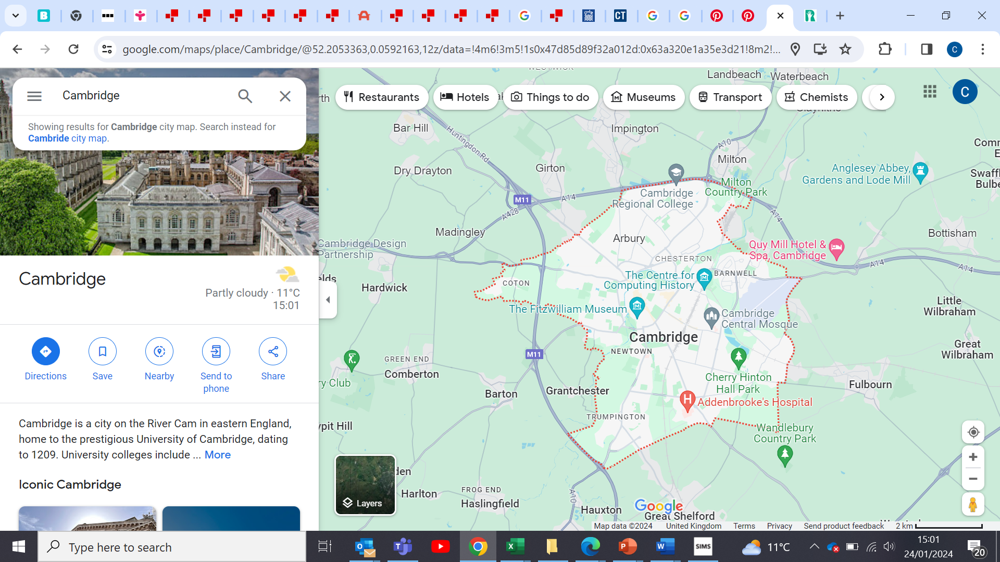 CT
google.com/maps/place/Cambridge/@52.2053363,0.0592163,12z/data=!4m6!3m5!1s0x47d85d89f32a012d:0x63a320e1a35e3d21!8m2!...
C
Cambridge
Showing results for Cambridge city map. Search instead for
Cambride city map.
Restaurants
Hotels
Things to do
Museums
Transport
Chemists
C
Landbeach
Waterbeach
Bar Hill
Impington
Huntingdon Rd
A10
Milton
Dry Drayton
Girton
Anglesey Abbey,
Gardens and Lode Mill
Milton
Country Park
M11
A14
Cambridge
Regional College
A428
A14
Madingley
Arbury
Bottisham
Cambridge Design
Partnership
Quy Mill Hotel &
Spa, Cambridge
CHESTERTON
A14
A14
BARNWELL
The Centre for
Computing History
COTON
Hardwick
The Fitzwilliam Museum
Little
Wilbraham
Cambridge
Central Mosque
Cambridge
NEWTOWN
Great
Wilbraham
M11
GREEN END
Comberton
ry Club
Cherry Hinton
Hall Park
Fulbourn
Barton
Grantchester
Addenbrooke's Hospital
TRUMPINGTON
ypit Hill
Wandlebury
Country Park
Harlton
FROG END
Haslingfield
A10
Hauxton
Great Shelford
Layers
Google
Map data ©2024
United Kingdom
Terms
Privacy
Send product feedback
2 km
Cambridge
Partly cloudy · 11°C
15:01
Directions
Save
Nearby
Send to
phone
Share
Cambridge is a city on the River Cam in eastern England,
home to the prestigious University of Cambridge, dating
to 1209. University colleges include ... More
Iconic Cambridge
Type here to search
SIMS
11°C
15:01
24/01/2024
20